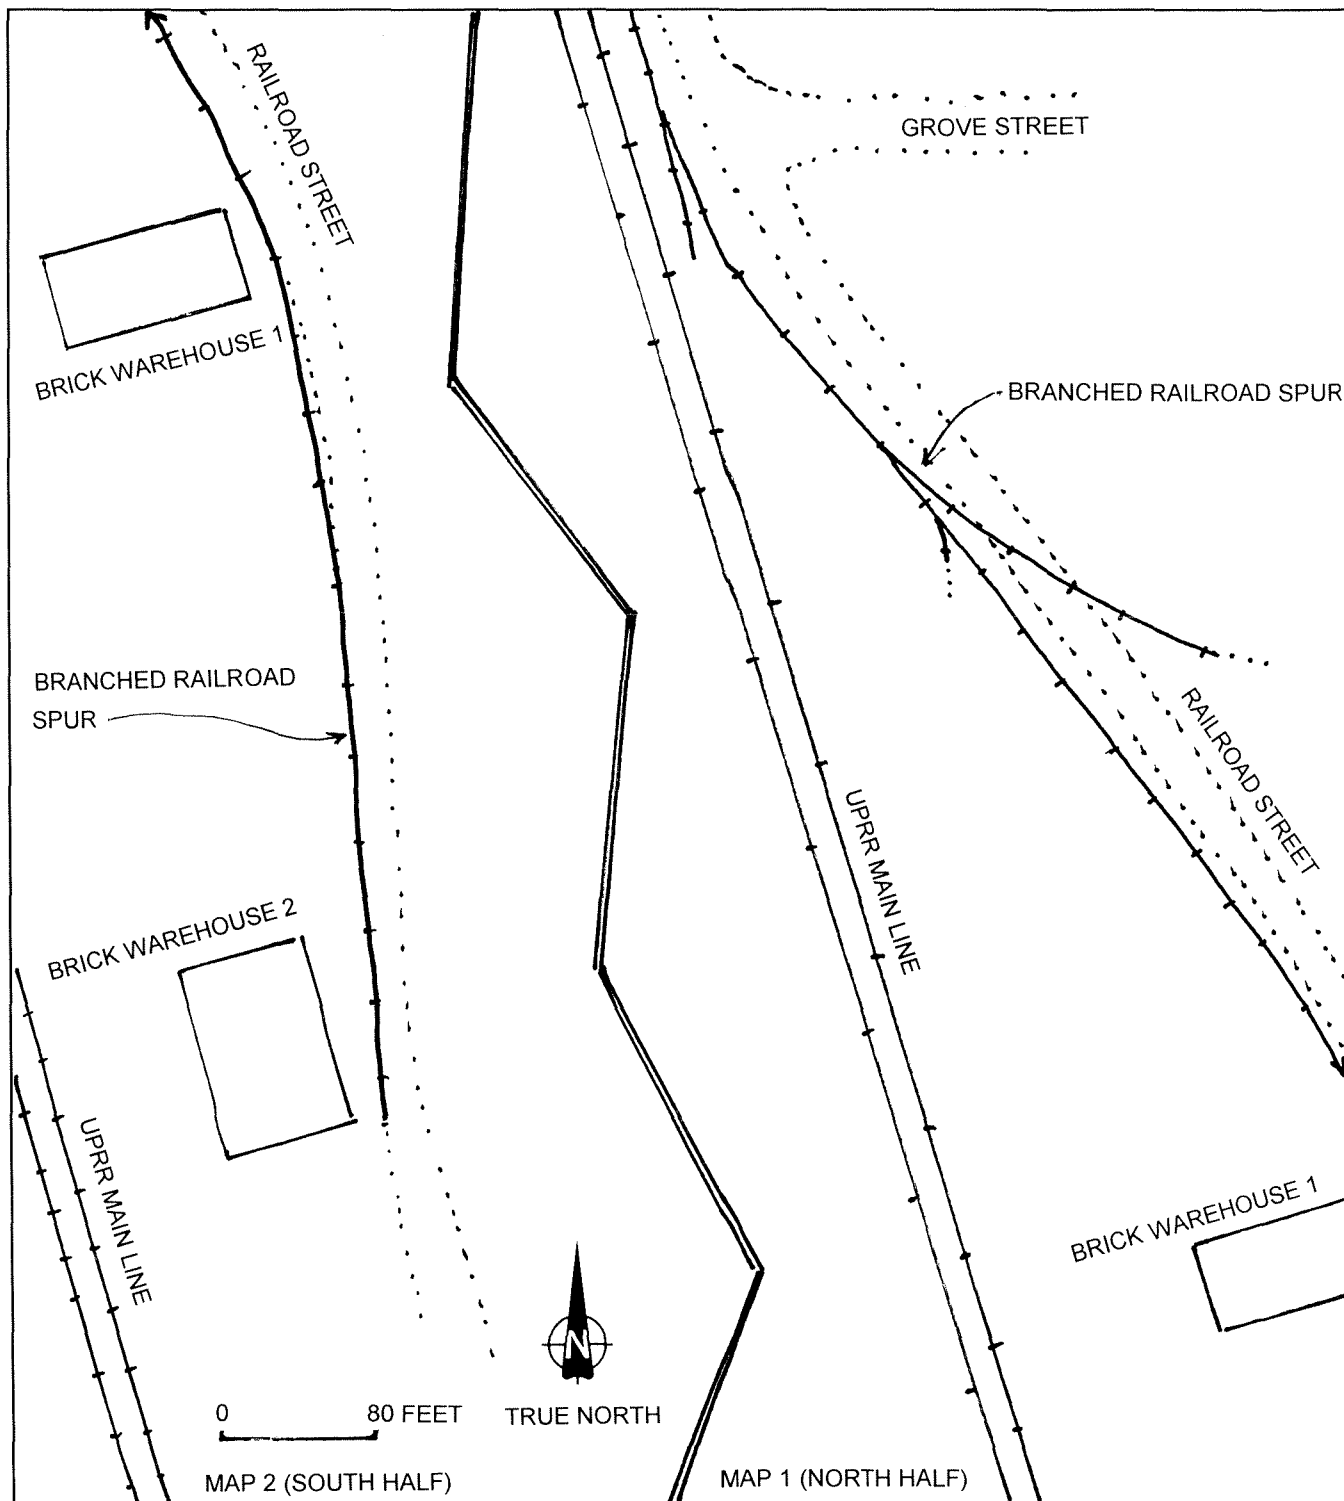 RAILROAD STREET
GROVE STREET
BRICK WAREHOUSE 1
BRANCHED RAILROAD SPUR
BRANCHED RAILROAD
SPUR
RAILROAD STREET
UPRR MAIN LINE
BRICK WAREHOUSE 2
UPRR MAIN LINE
BRICK WAREHOUSE 1
N
0 80 FEET
TRUE NORTH
MAP 2 (SOUTH HALF)
MAP 1 (NORTH HALF)